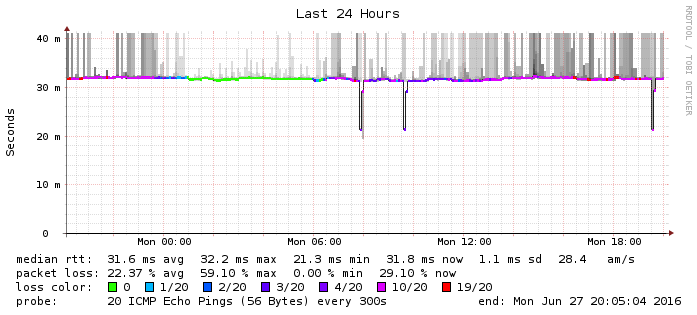 Last 24 Hours
RRDTOOL / TOBI OETIKER
Seconds
40 m
30 m
20 m
10 m
0
Mon 00:00 Mon 06:00 Mon 12:00 Mon 18:00
median rtt: 31.6 ms avg 32.2 ms max 21.3 ms min 31.8 ms now 1.1 ms sd 28.4 am/s
packet loss: 22.37 % avg 59.10 % max 0.00 % min 29.10 % now
loss color: 0 1/20 2/20 3/20 4/20 10/20 19/20
probe: 20 ICMP Echo Pings (56 Bytes) every 300s end: Mon Jun 27 20:05:04 2016